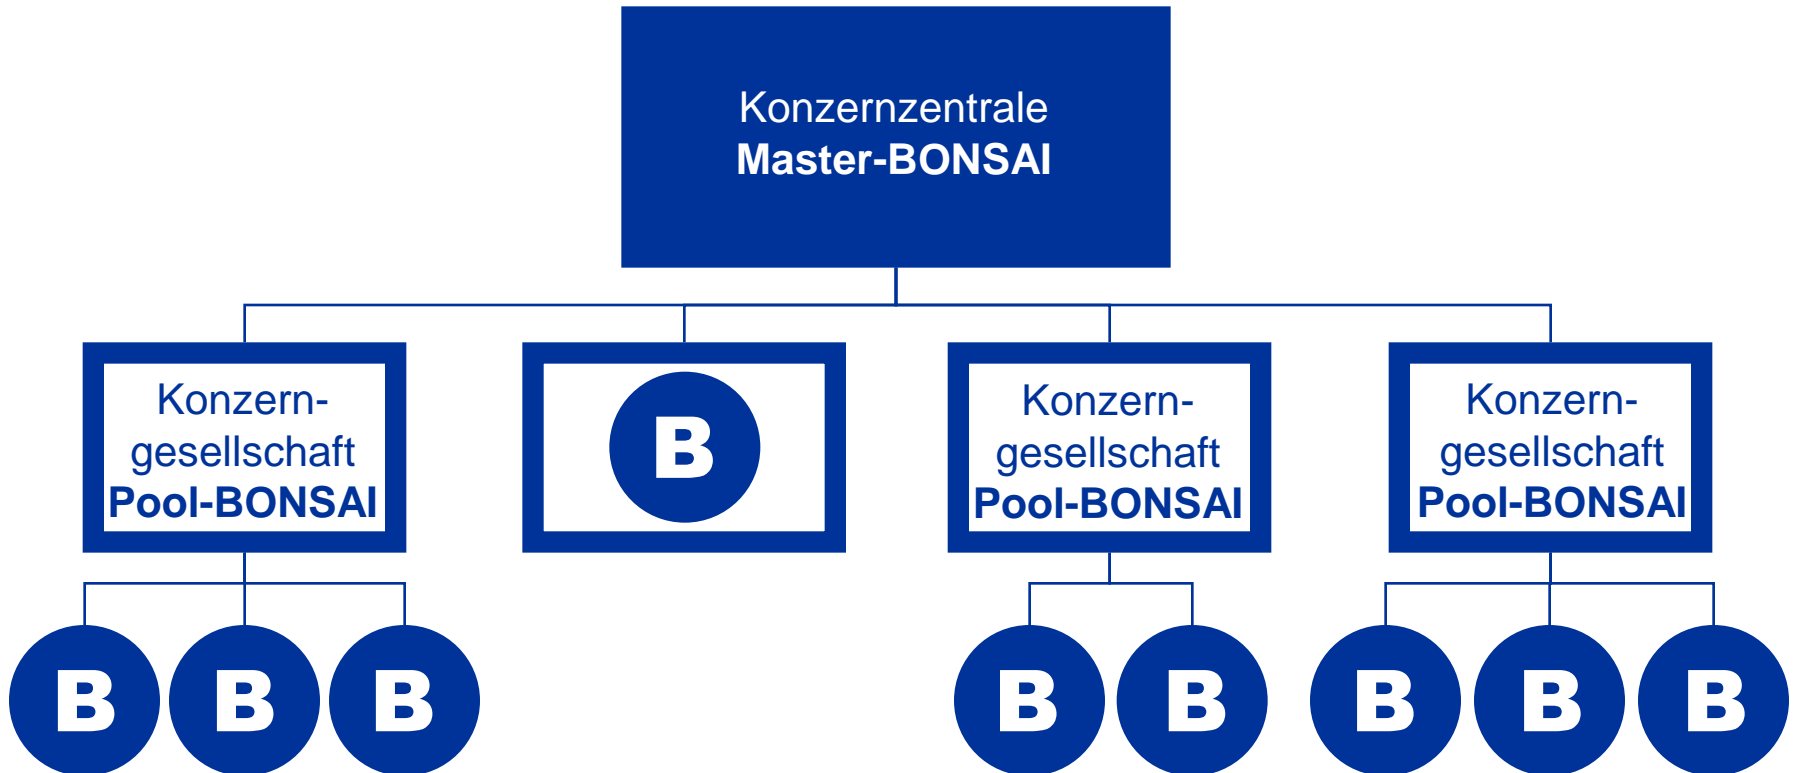 Konzernzentrale
Master-BONSAI
Konzern-
gesellschaft
Pool-BONSAI
B
Konzern-
gesellschaft
Pool-BONSAI
Konzern-
gesellschaft
Pool-BONSAI
B
B
B
B
B
B
B
B